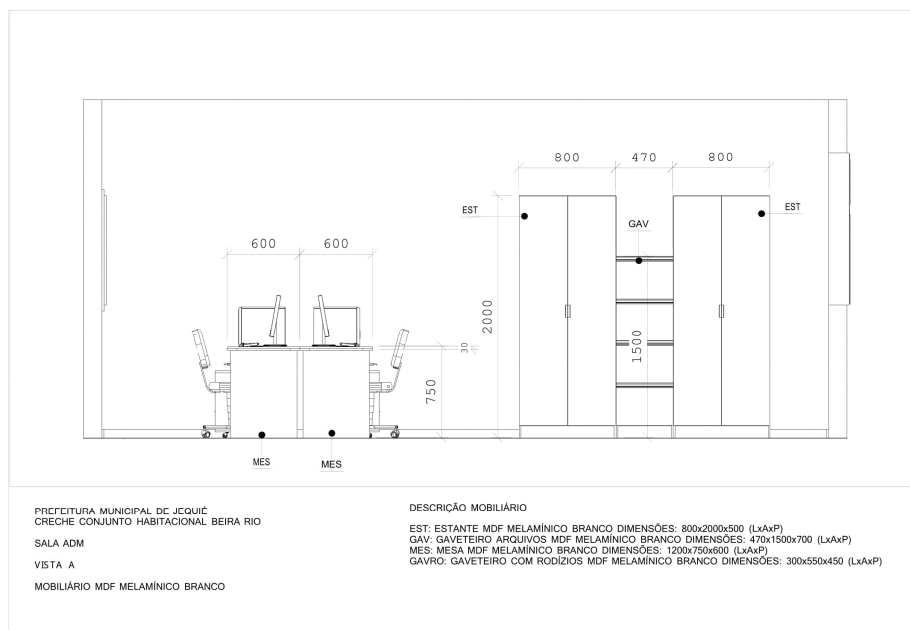 800 470 800
EST
EST
GAV
600 600
2000
30
1500
750
MES
MES
PREFEITURA MUNICIPAL DE JEQUIÉ
CRECHE CONJUNTO HABITACIONAL BEIRA RIO
SALA ADM
VISTA A
MOBILIÁRIO MDF MELAMÍNICO BRANCO
DESCRIÇÃO MOBILIÁRIO
EST: ESTANTE MDF MELAMÍNICO BRANCO DIMENSÕES: 800x2000x500 (LxAxP)
GAV: GAVETEIRO ARQUIVOS MDF MELAMÍNICO BRANCO DIMENSÕES: 470x1500x700 (LxAxP)
MES: MESA MDF MELAMÍNICO BRANCO DIMENSÕES: 1200x750x600 (LxAxP)
GAVRO: GAVETEIRO COM RODÍZIOS MDF MELAMÍNICO BRANCO DIMENSÕES: 300x550x450 (LxAxP)